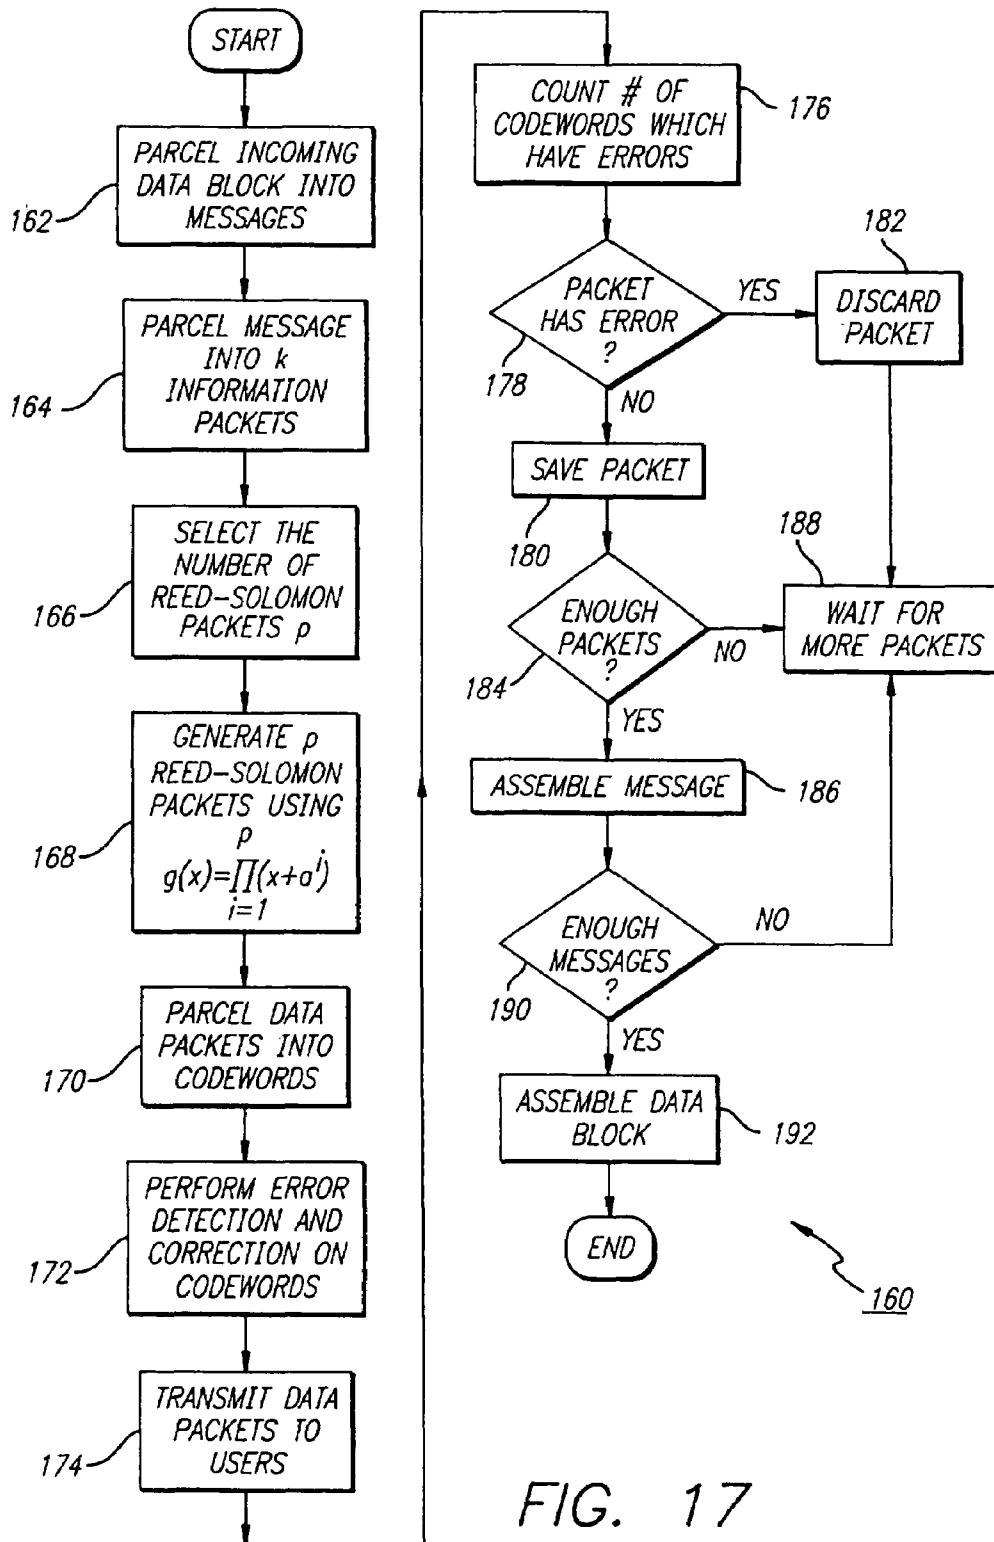 START
PARCEL INCOMING
DATA BLOCK INTO
MESSAGES
162
PARCEL MESSAGE
INTO k
INFORMATION
PACKETS
164
SELECT THE
NUMBER OF
REED-SOLOMON
PACKETS p
166
GENERATE p
REED-SOLOMON
PACKETS USING
p
g(x)=∏(x+aⁱ)
i=1
168
PARCEL DATA
PACKETS INTO
CODEWORDS
170
PERFORM ERROR
DETECTION AND
CORRECTION ON
CODEWORDS
172
TRANSMIT DATA
PACKETS TO
USERS
174
COUNT # OF
CODEWORDS WHICH
HAVE ERRORS
176
PACKET
HAS ERROR
?
178
YES
182
DISCARD
PACKET
NO
SAVE PACKET
180
188
ENOUGH
PACKETS
?
184
NO
WAIT FOR
MORE PACKETS
YES
ASSEMBLE MESSAGE
186
ENOUGH
MESSAGES
?
190
NO
YES
ASSEMBLE DATA
BLOCK
192
END
160
FIG. 17